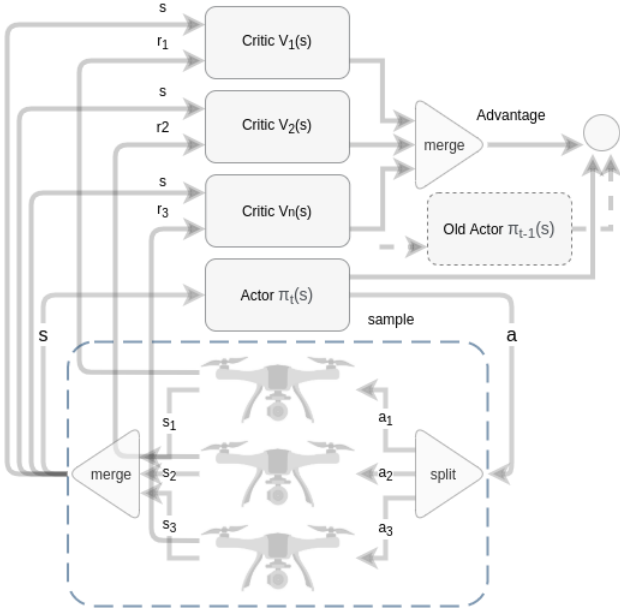 s
Critic V1(s)
r1
s
Critic V2(s)
r2
Advantage
merge
s
Critic Vn(s)
r3
Old Actor πt-1(s)
Actor πt(s)
sample
s
a
s1
a1
merge
s2
a2
split
s3
a3